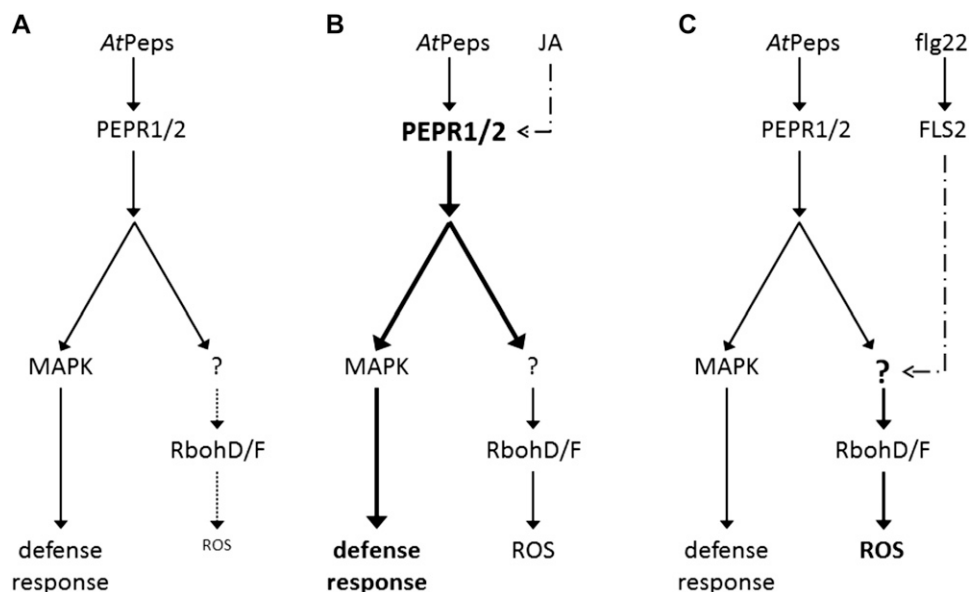 A
AtPeps
PEPR1/2
MAPK
?
RbohD/F
defense
response
ROS
B
AtPeps
JA
PEPR1/2
MAPK
?
RbohD/F
defense
response
ROS
C
AtPeps
flg22
PEPR1/2
FLS2
MAPK
?
RbohD/F
defense
response
ROS